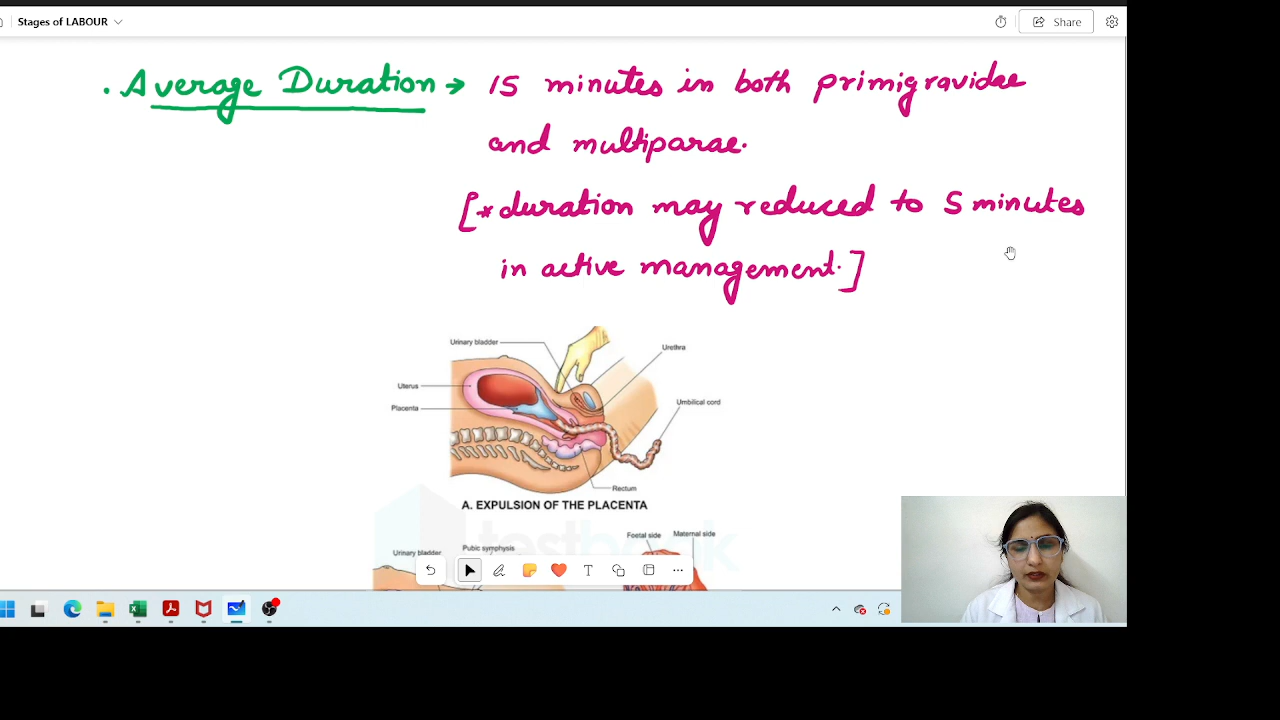 Stages of LABOUR
Share
. Average Duration → 15 minutes in both primigravidae
and multiparae.
[* duration may reduced to 5 minutes
in active management.]
Urinary bladder
Urethra
Uterus
Umbilical cord
Placenta
Rectum
A. EXPULSION OF THE PLACENTA
testbook
Foetal side
Maternal side
Urinary bladder
Pubic symphysis
T